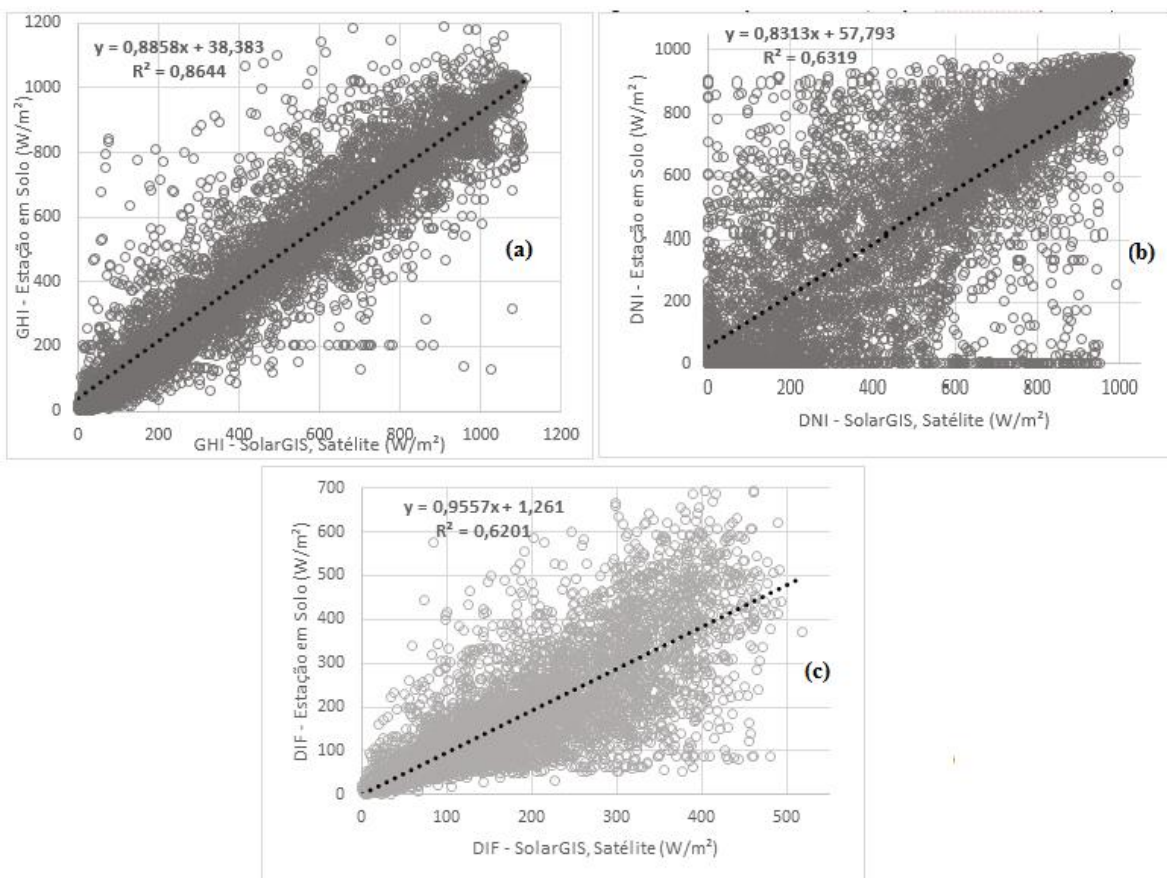 y = 0,8858x + 38,383
R² = 0,8644
GHI - Estação em Solo (W/m²)
1200
1000
800
600
400
200
0
0 200 400 600 800 1000 1200
GHI - SolarGIS, Satélite (W/m²)
(a)
y = 0,8313x + 57,793
R² = 0,6319
DNI - Estação em Solo (W/m²)
1000
800
600
400
200
0
0 200 400 600 800 1000
DNI - SolarGIS, Satélite (W/m²)
(b)
y = 0,9557x + 1,261
R² = 0,6201
DIF - Estação em Solo (W/m²)
700
600
500
400
300
200
100
0
0 100 200 300 400 500
DIF - SolarGIS, Satélite (W/m²)
(c)